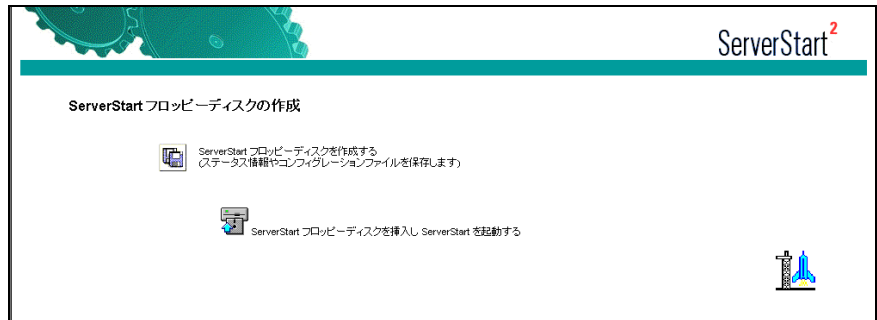 ServerStart2
ServerStart フロッピーディスクの作成
ServerStart フロッピーディスクを作成する
(ステータス情報やコンフィグレーションファイルを保存します)
ServerStart フロッピーディスクを挿入し ServerStart を起動する